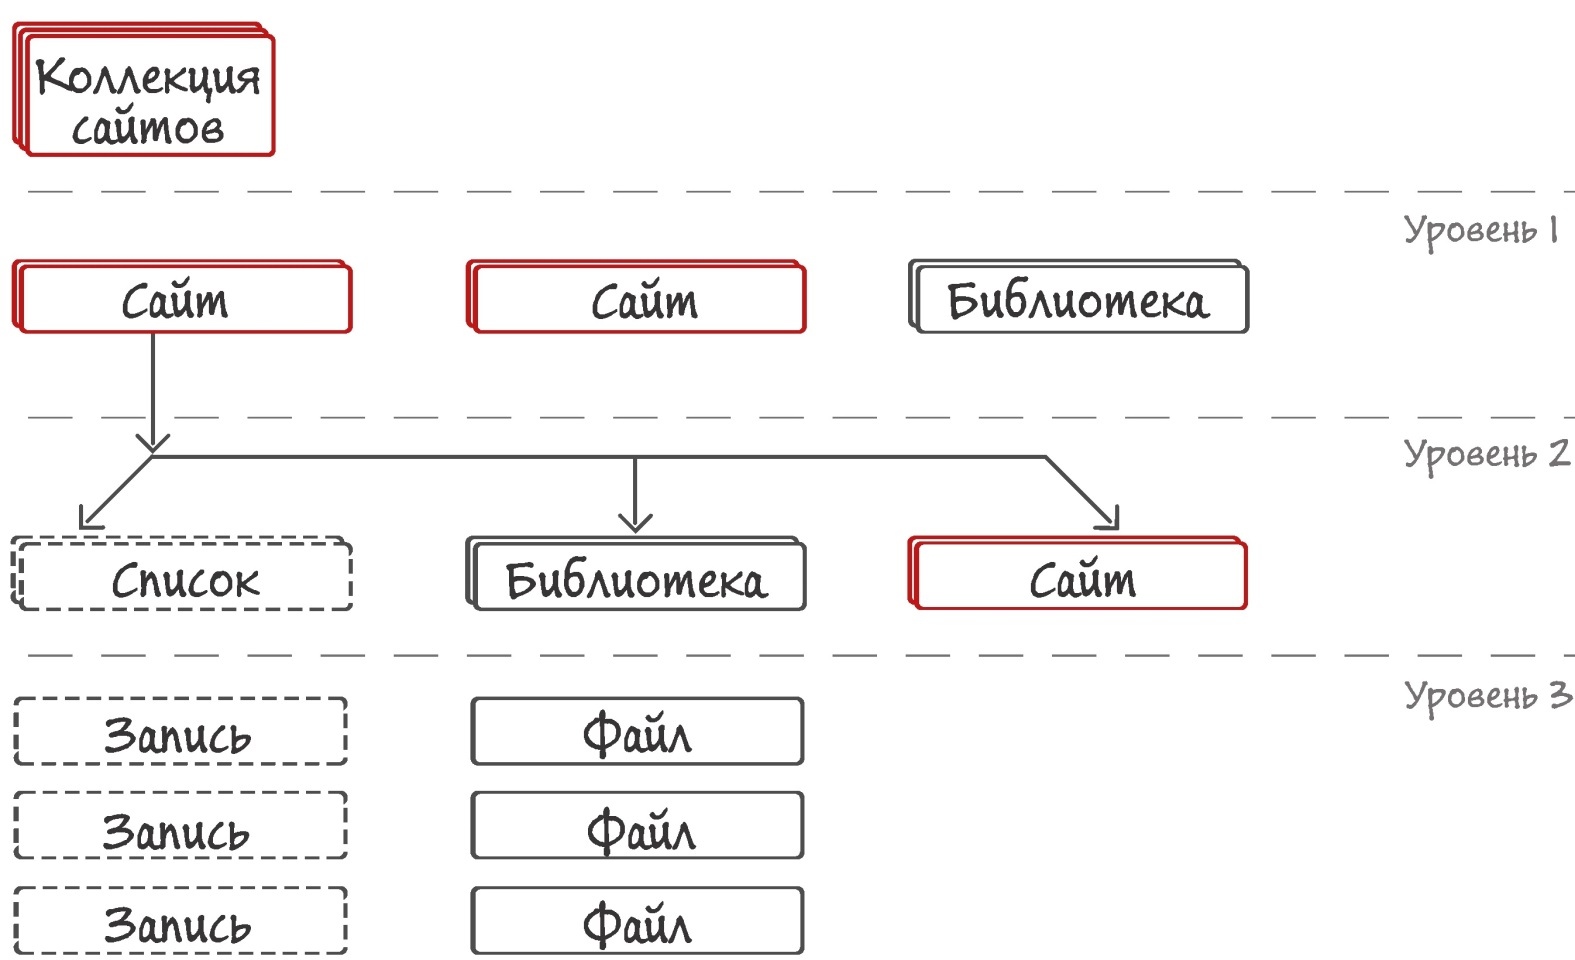 Коллекция
сайтов
Уровень 1
Сайт
Сайт
Библиотека
Уровень 2
Список
Библиотека
Сайт
Уровень 3
Запись
Файл
Запись
Файл
Запись
Файл